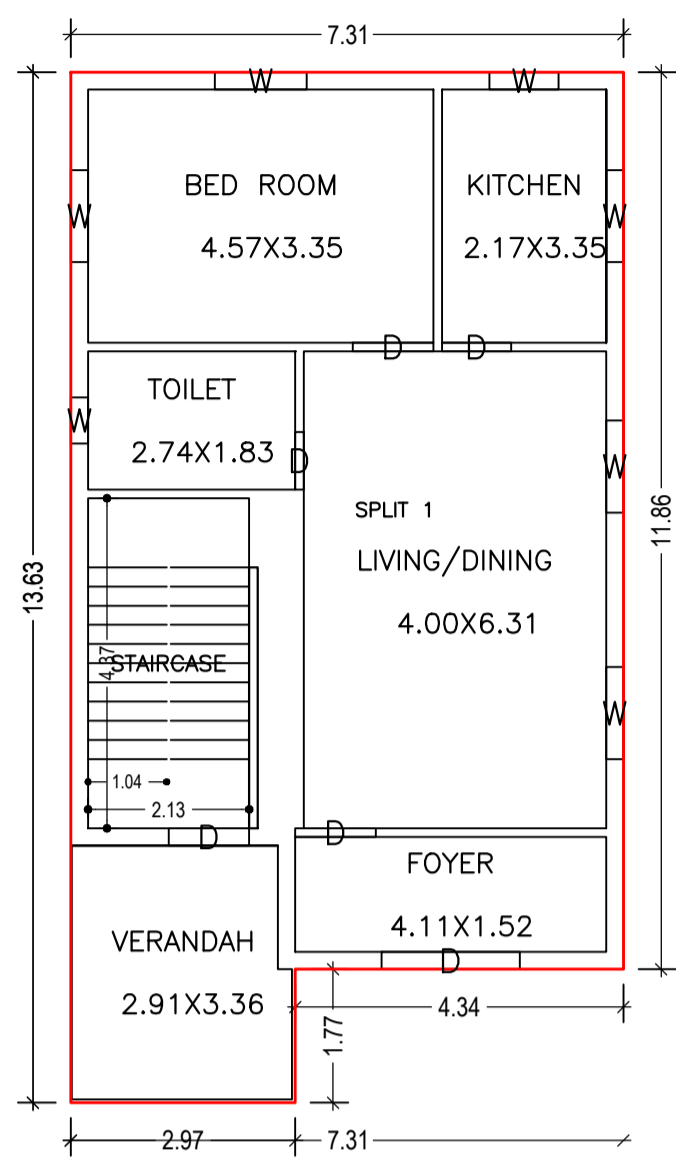 7.31
W
W
BED ROOM
KITCHEN
W
W
4.57X3.35
2.17X3.35
D
D
TOILET
W
2.74X1.83
D
W
SPLIT 1
11.86
LIVING/DINING
13.63
4.00X6.31
4.37
STAIRCASE
W
1.04
2.13
D
D
FOYER
4.11X1.52
VERANDAH
D
2.91X3.36
4.34
1.77
2.97
7.31